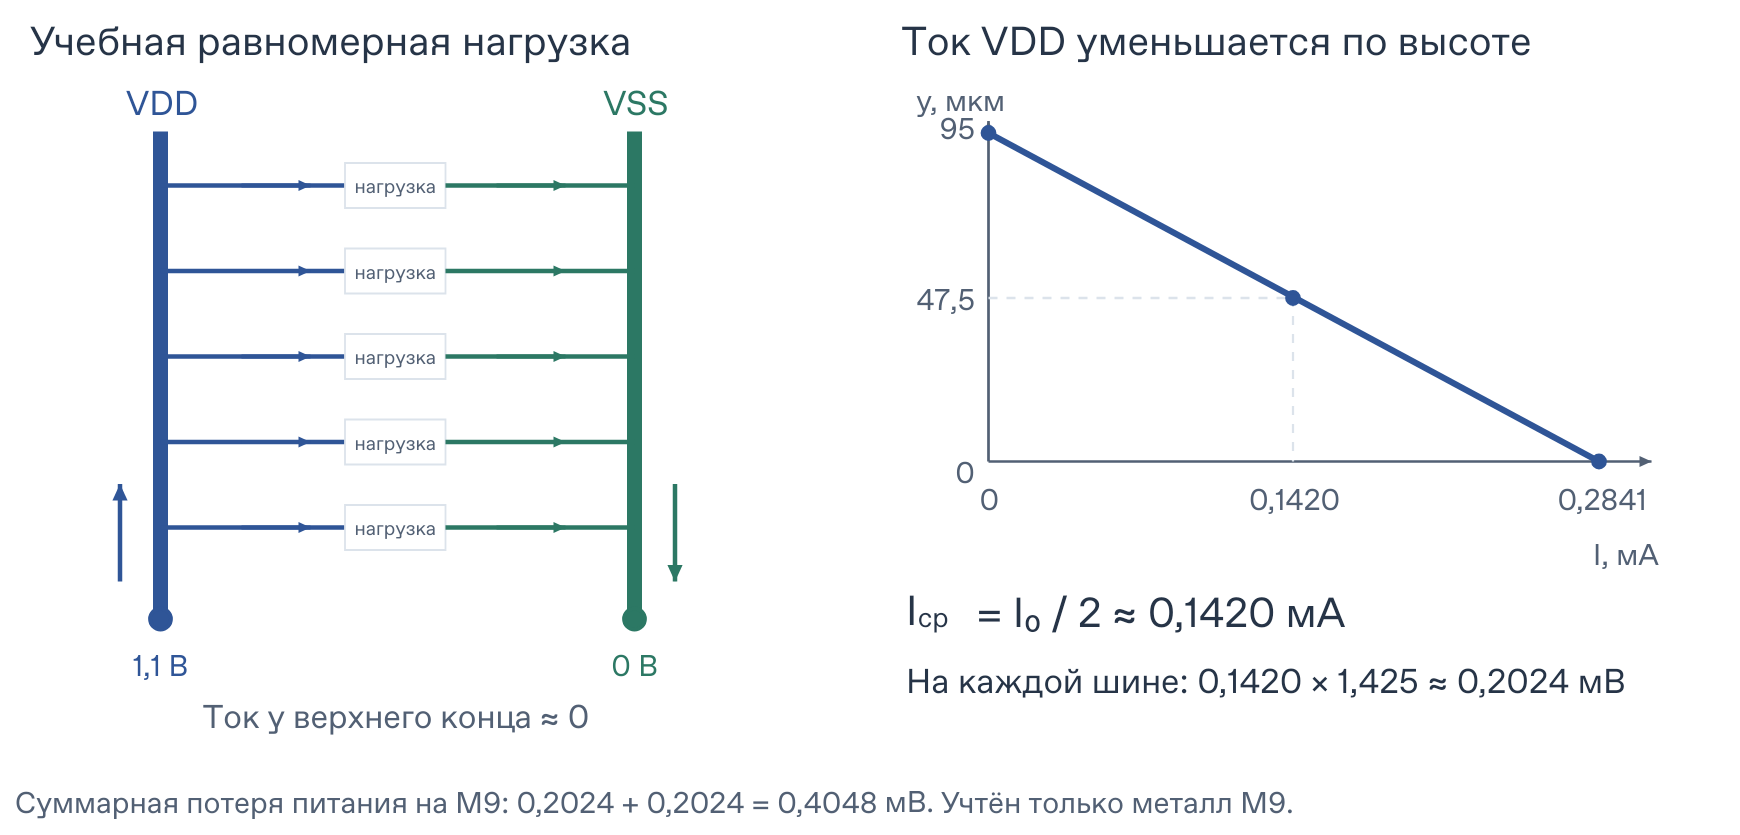 Учебная равномерная нагрузка
VDD
VSS
нагрузка
нагрузка
нагрузка
нагрузка
нагрузка
1,1 В
0 В
Ток у верхнего конца ≈ 0
Ток VDD уменьшается по высоте
y, мкм
95
47,5
0
0
0,1420
0,2841
I, мА
Iср = I₀ / 2 ≈ 0,1420 мА
На каждой шине: 0,1420 × 1,425 ≈ 0,2024 мВ
Суммарная потеря питания на M9: 0,2024 + 0,2024 = 0,4048 мВ. Учтён только металл M9.